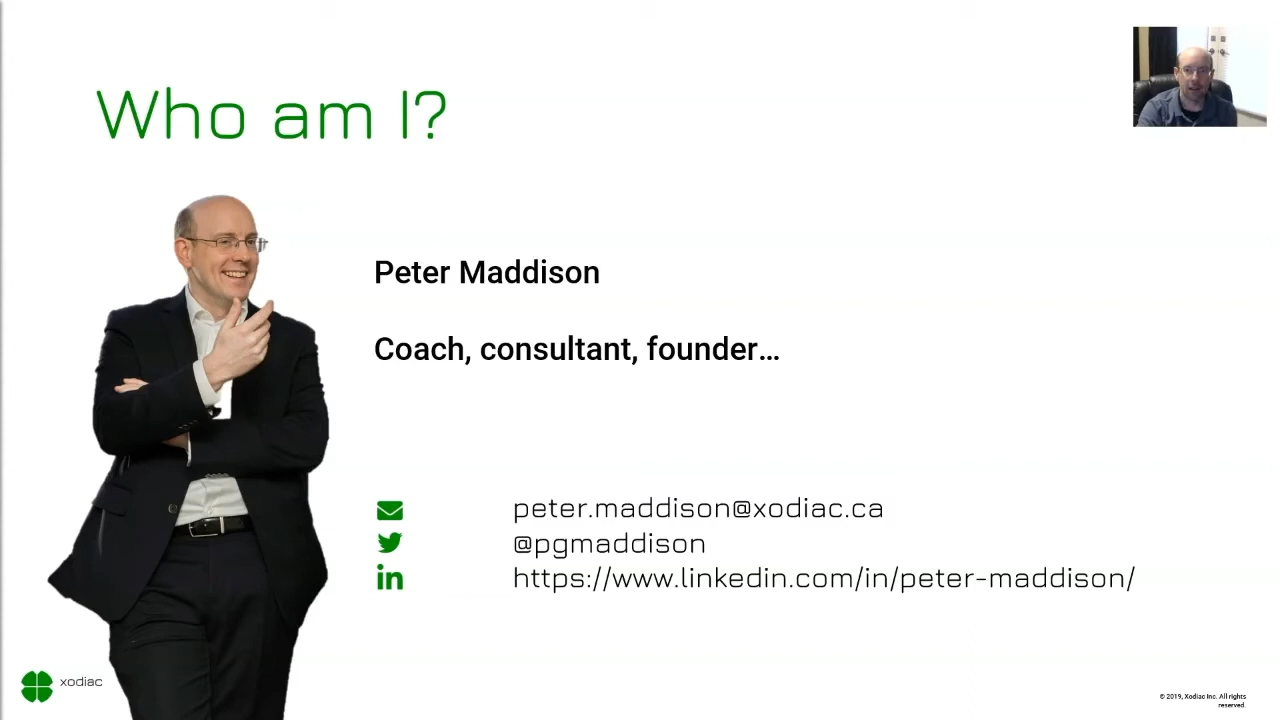 Who am I?
Peter Maddison
Coach, consultant, founder…
peter.maddison@xodiac.ca
@pgmaddison
https://www.linkedin.com/in/peter-maddison/
xodiac
© 2019, Xodiac Inc. All rights
reserved.